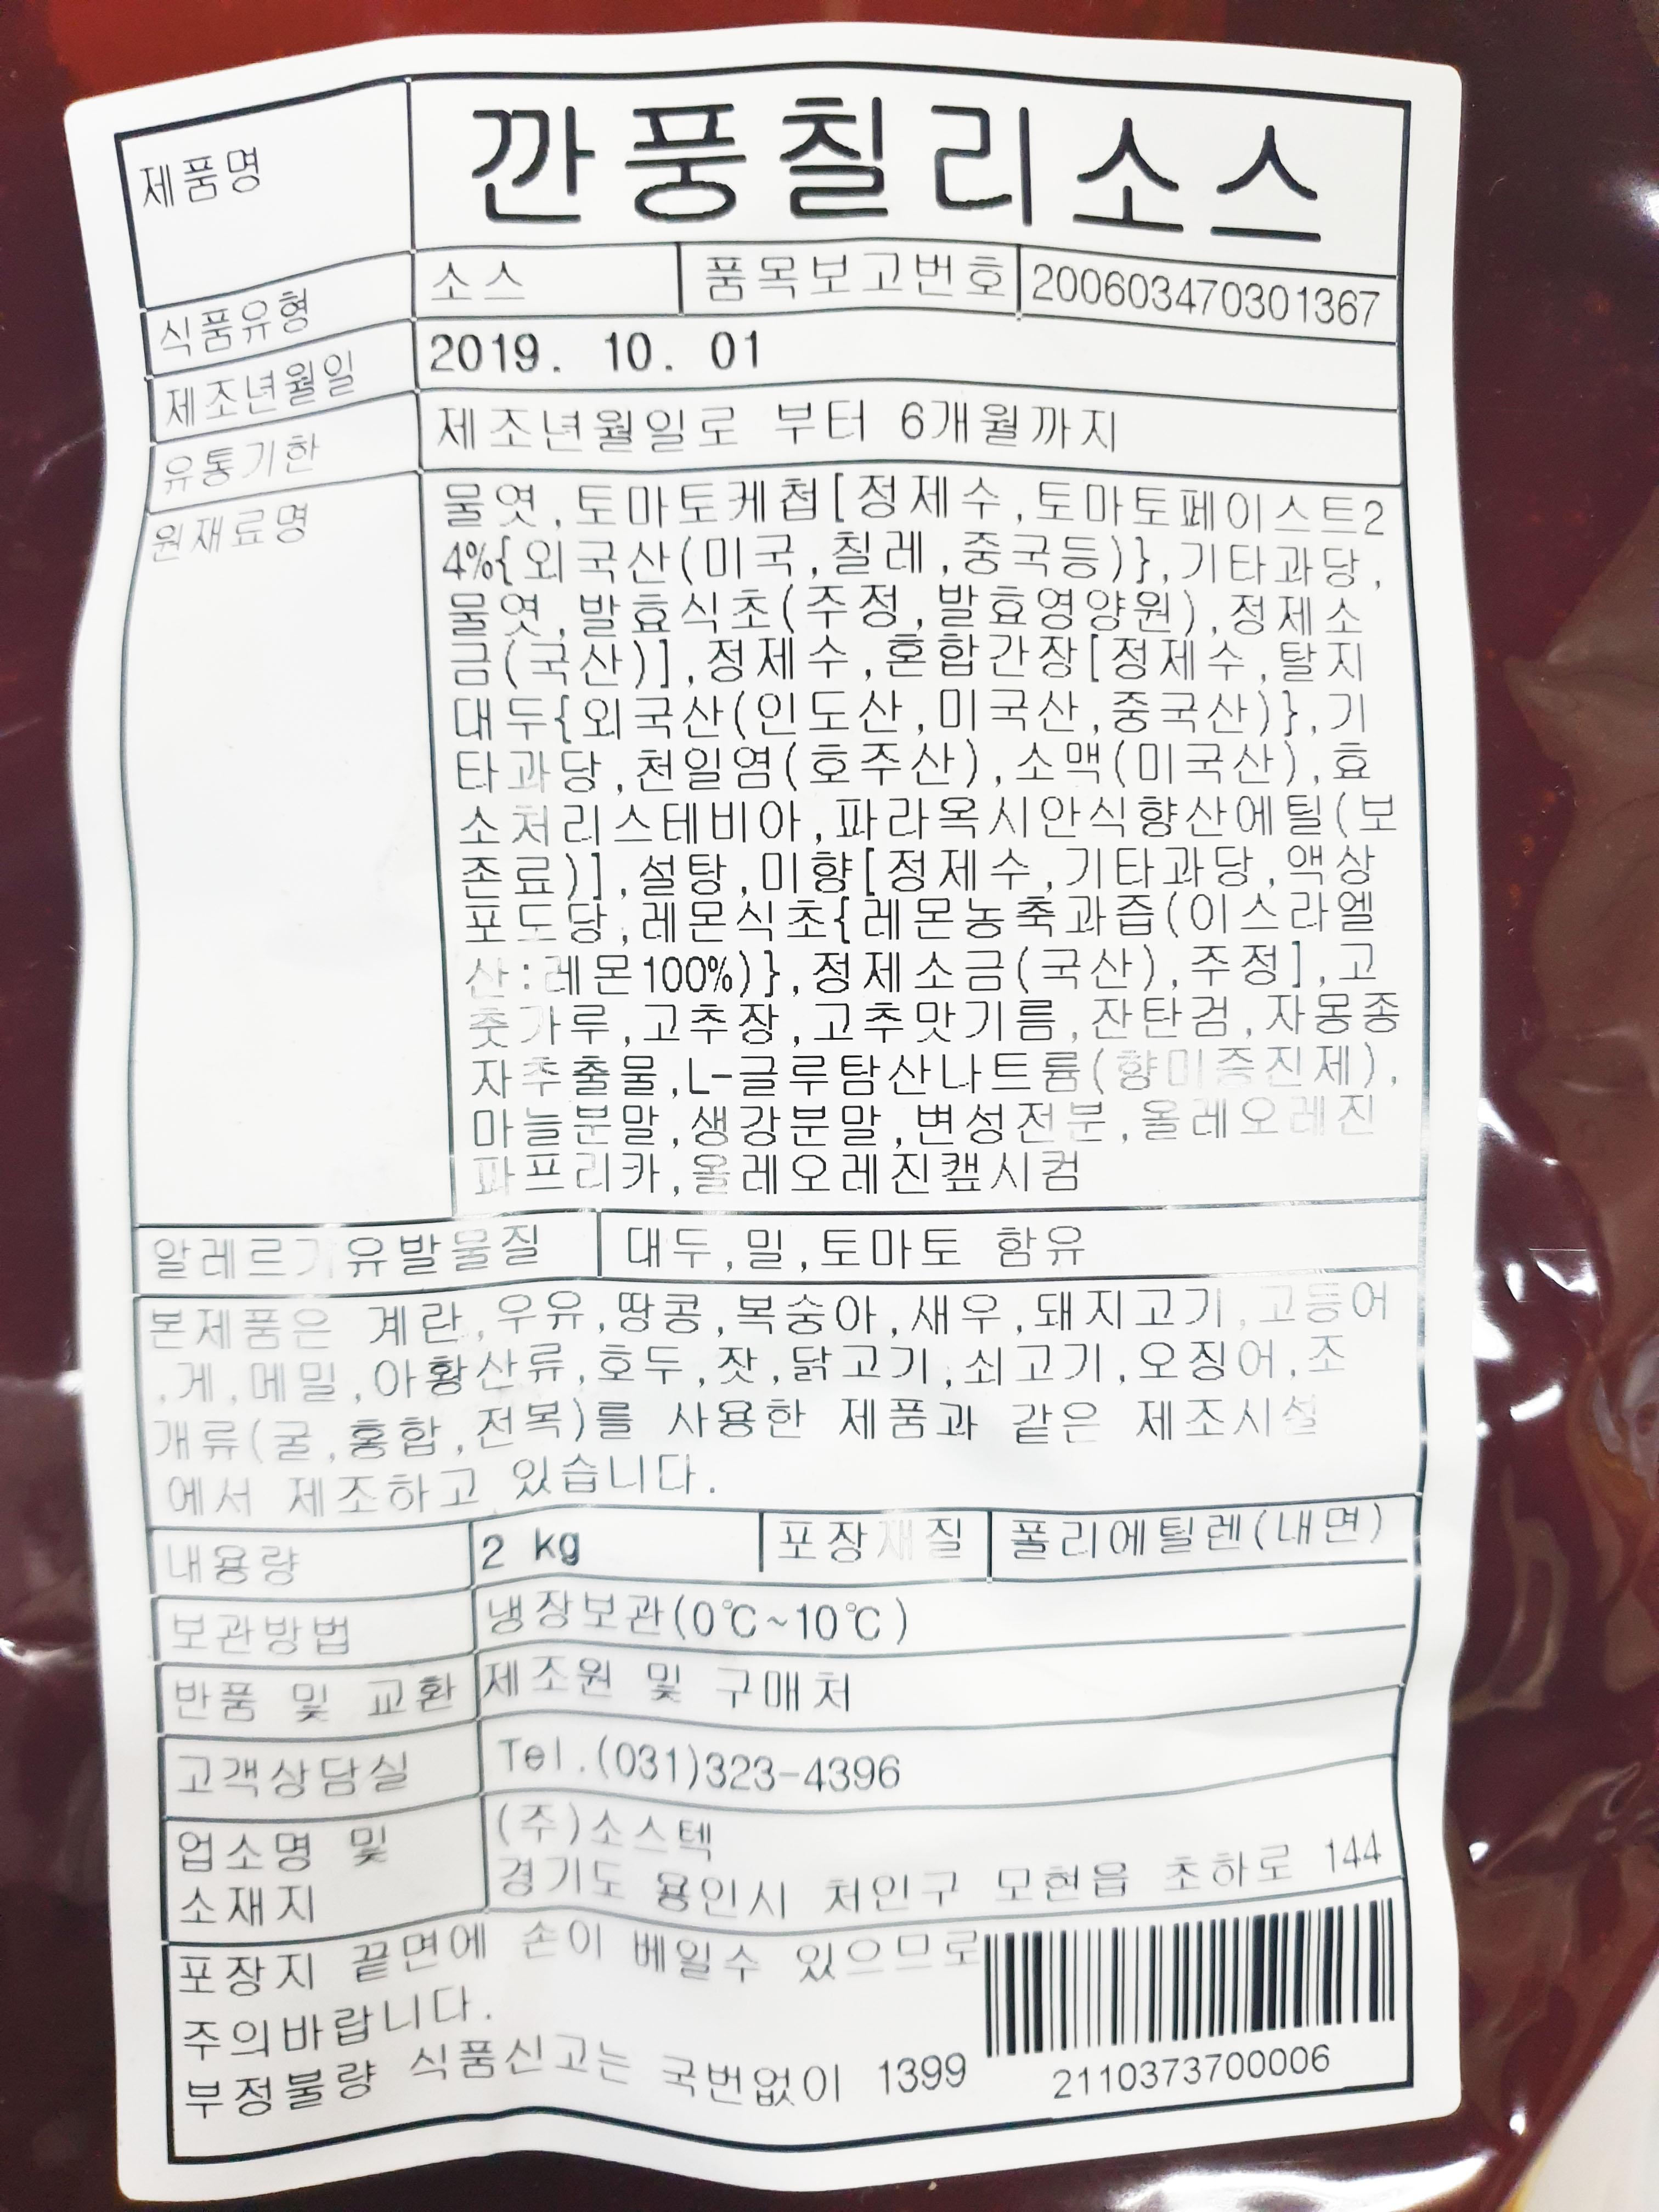 제품명 깐풍칠리소스
식품유형 소스 품목보고번호 200603470301367
제조년월일 2019. 10. 01
유통기한 제조년월일로 부터 6개월까지
원재료명 물엿,토마토케첩[정제수,토마토페이스트2
4%{외국산(미국,칠레,중국등)},기타과당,
물엿,발효식초(주정,발효영양원),정제소
금(국산)],정제수,혼합간장[정제수,탈지
대두{외국산(인도산,미국산,중국산)},기
타과당,천일염(호주산),소맥(미국산),효
소처리스테비아,파라옥시안식향산에틸(보
존료)],설탕,미향[정제수,기타과당,액상
포도당,레몬식초{레몬농축과즙(이스라엘
산:레몬100%)},정제소금(국산),주정],고
춧가루,고추장,고추맛기름,잔탄검,자몽종
자추출물,L-글루탐산나트륨(향미증진제),
마늘분말,생강분말,변성전분,올레오레진
파프리카,올레오레진캪시컴
알레르기유발물질 대두,밀,토마토 함유
본제품은 계란,우유,땅콩,복숭아,새우,돼지고기,고등어
,게,메밀,아황산류,호두,잣,닭고기,쇠고기,오징어,조
개류(굴,홍합,전복)를 사용한 제품과 같은 제조시설
에서 제조하고 있습니다.
내용량 2 kg 포장재질 폴리에틸렌(내면)
보관방법 냉장보관(0℃~10℃)
반품 및 교환 제조원 및 구매처
고객상담실 Tel.(031)323-4396
업소명 및 (주)소스텍
소재지 경기도 용인시 처인구 모현읍 초하로 144
포장지 끝면에 손이 베일수 있으므로
주의바랍니다.
부정불량 식품신고는 국번없이 1399
2110373700006